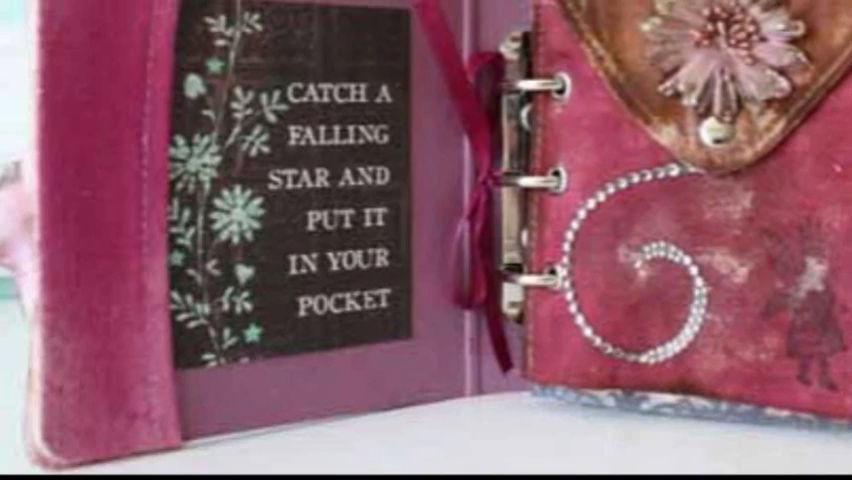 CATCH A
FALLING
STAR AND
PUT IT
IN YOUR
POCKET